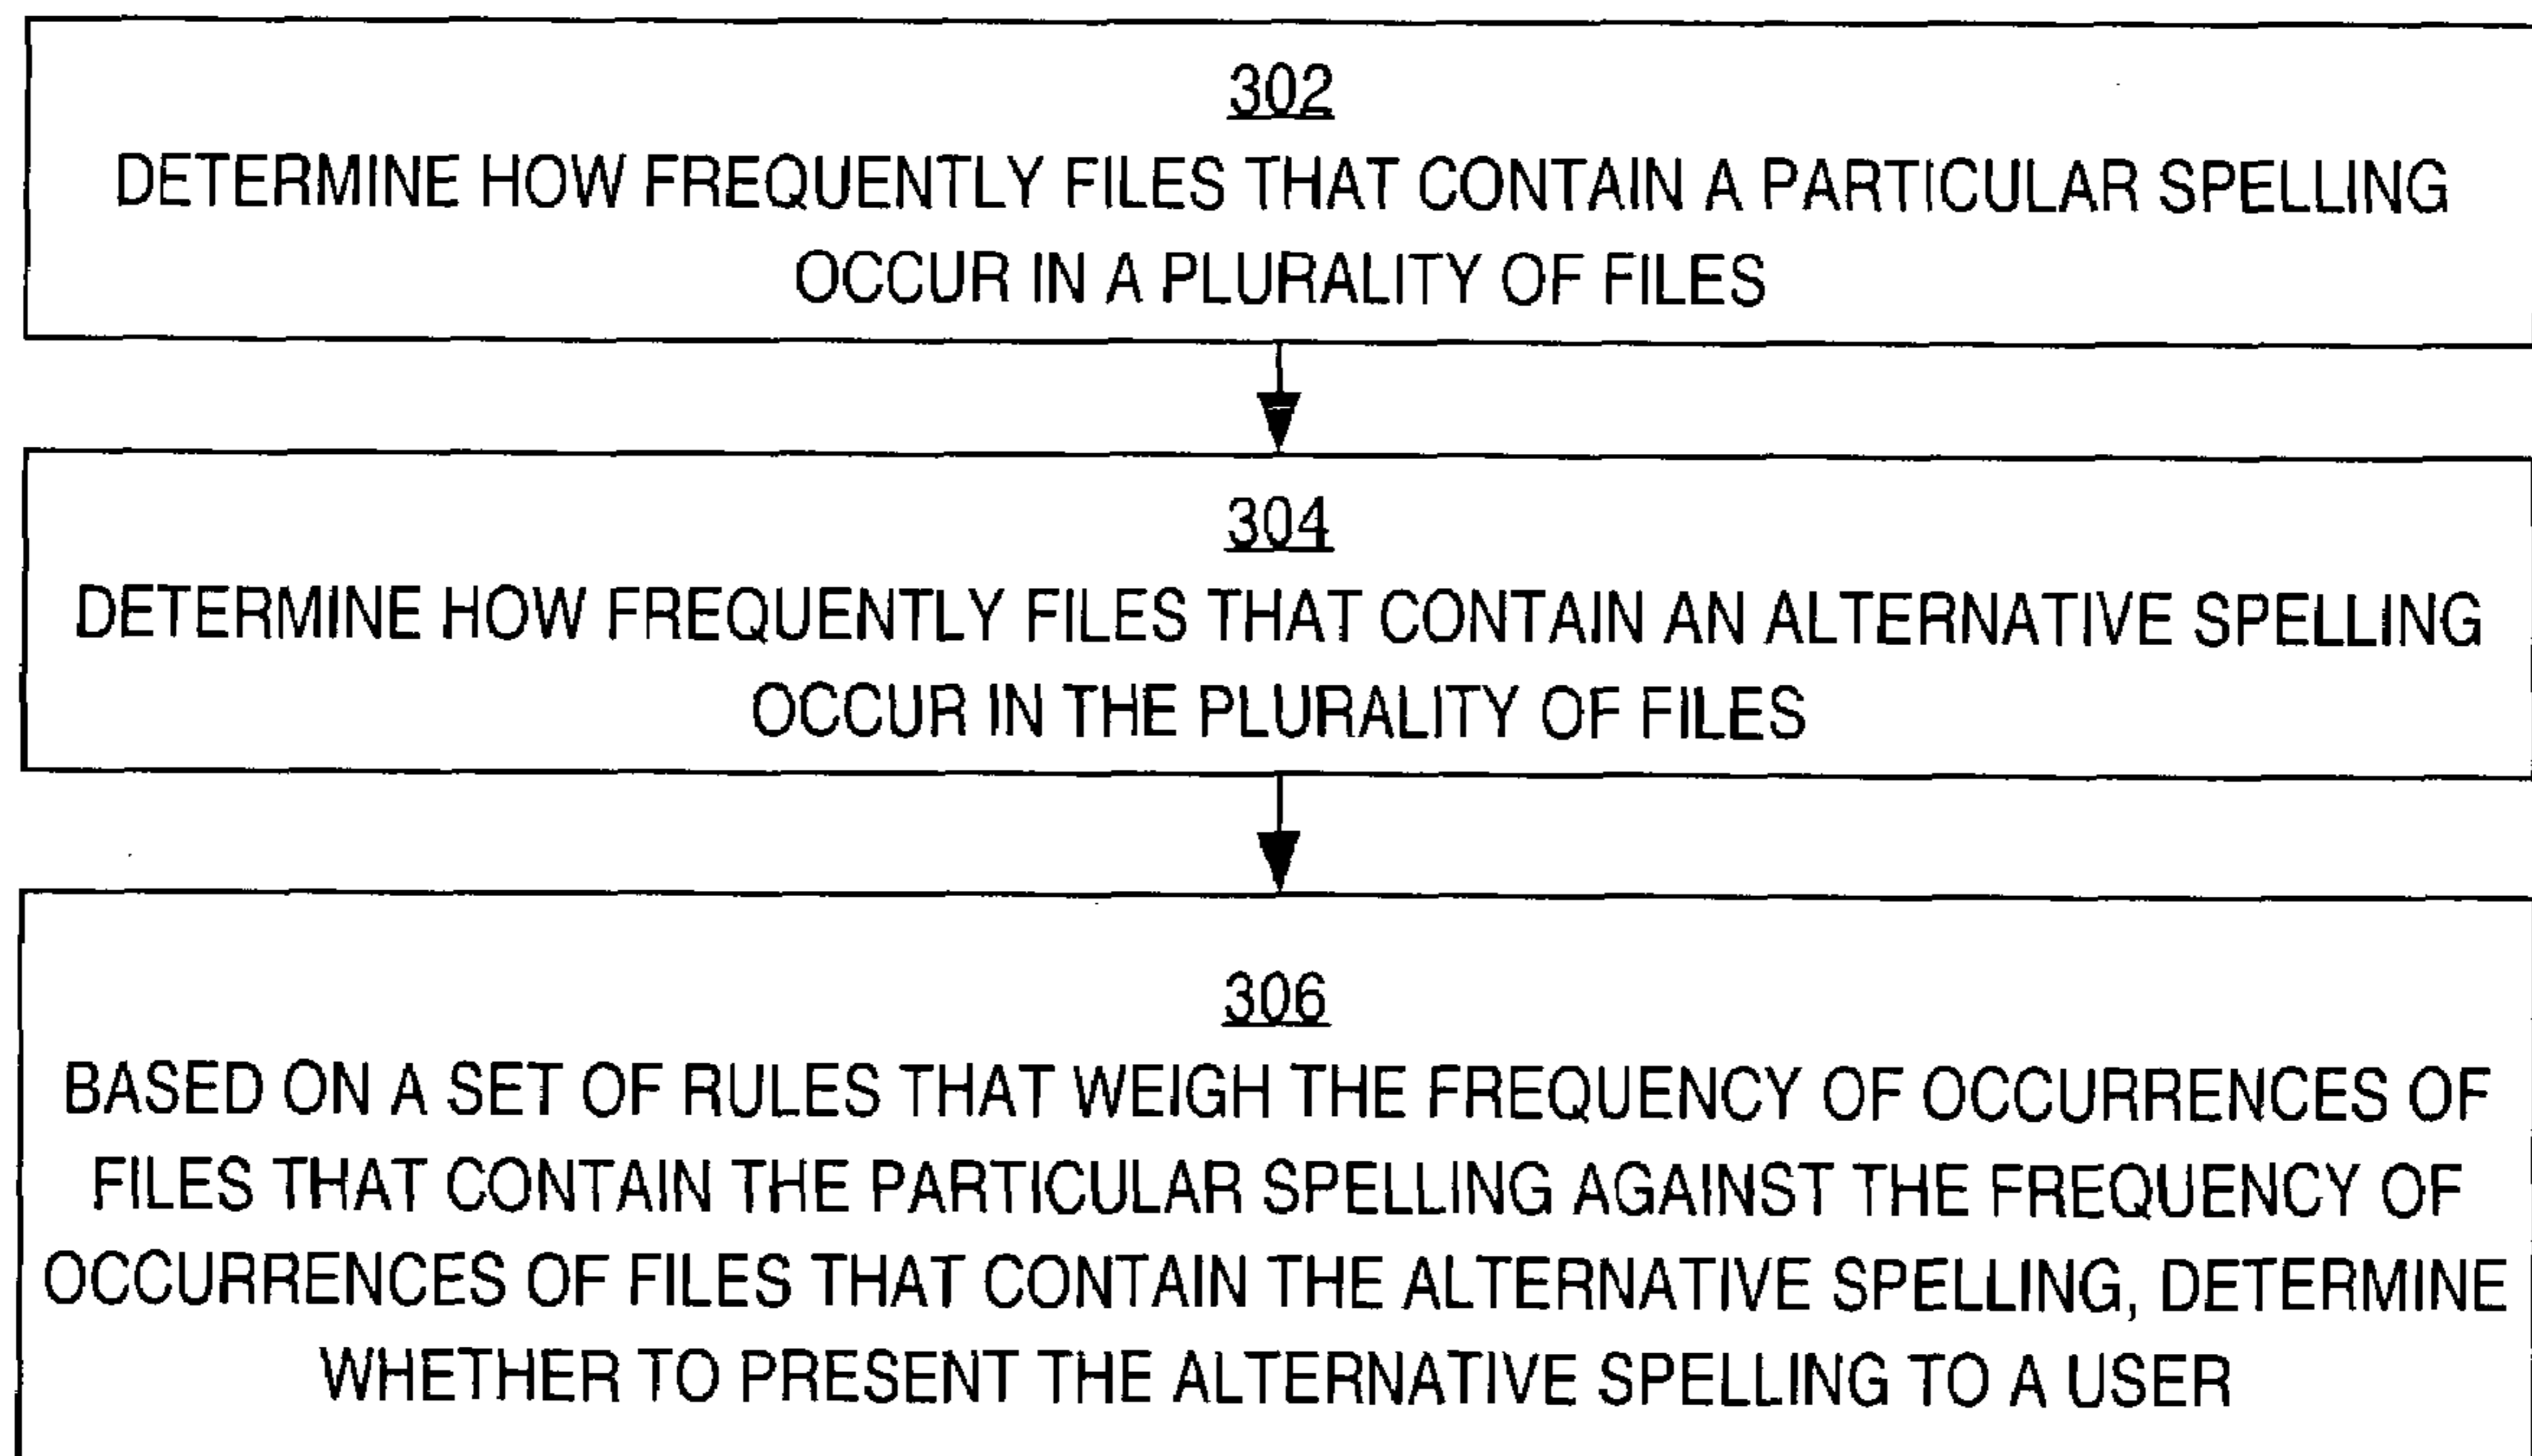 302
DETERMINE HOW FREQUENTLY FILES THAT CONTAIN A PARTICULAR SPELLING
OCCUR IN A PLURALITY OF FILES
304
DETERMINE HOW FREQUENTLY FILES THAT CONTAIN AN ALTERNATIVE SPELLING
OCCUR IN THE PLURALITY OF FILES
306
BASED ON A SET OF RULES THAT WEIGH THE FREQUENCY OF OCCURRENCES OF
FILES THAT CONTAIN THE PARTICULAR SPELLING AGAINST THE FREQUENCY OF
OCCURRENCES OF FILES THAT CONTAIN THE ALTERNATIVE SPELLING, DETERMINE
WHETHER TO PRESENT THE ALTERNATIVE SPELLING TO A USER